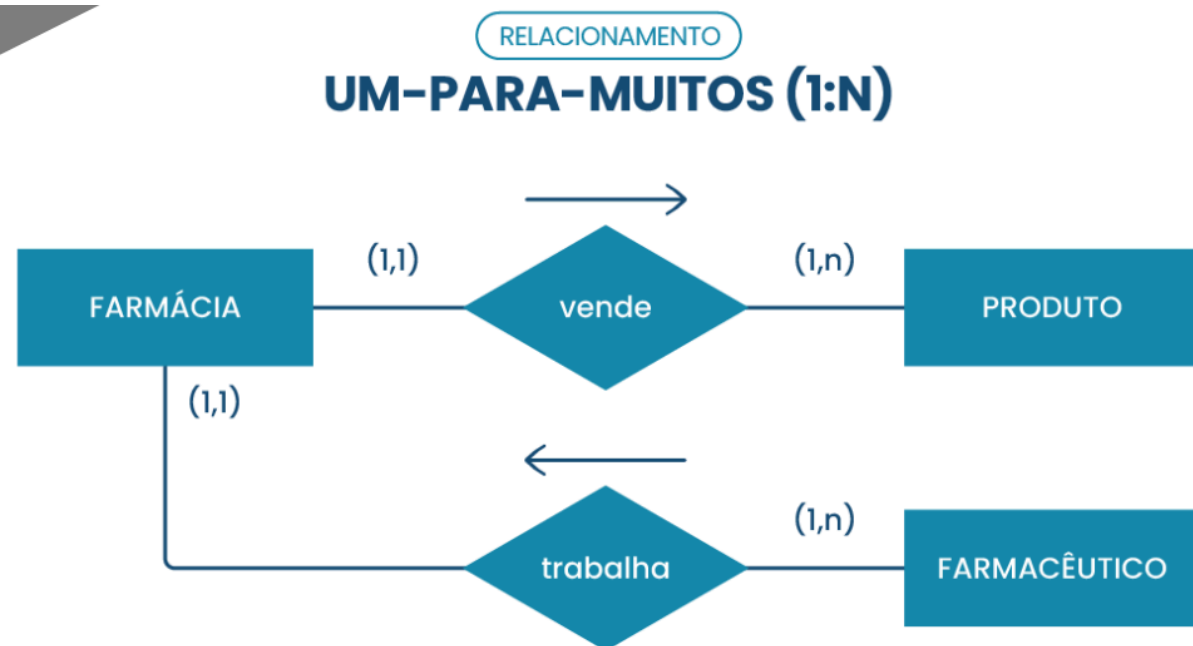 RELACIONAMENTO
UM-PARA-MUITOS (1:N)
(1,1)
(1,n)
FARMÁCIA
vende
PRODUTO
(1,1)
(1,n)
trabalha
FARMACÊUTICO